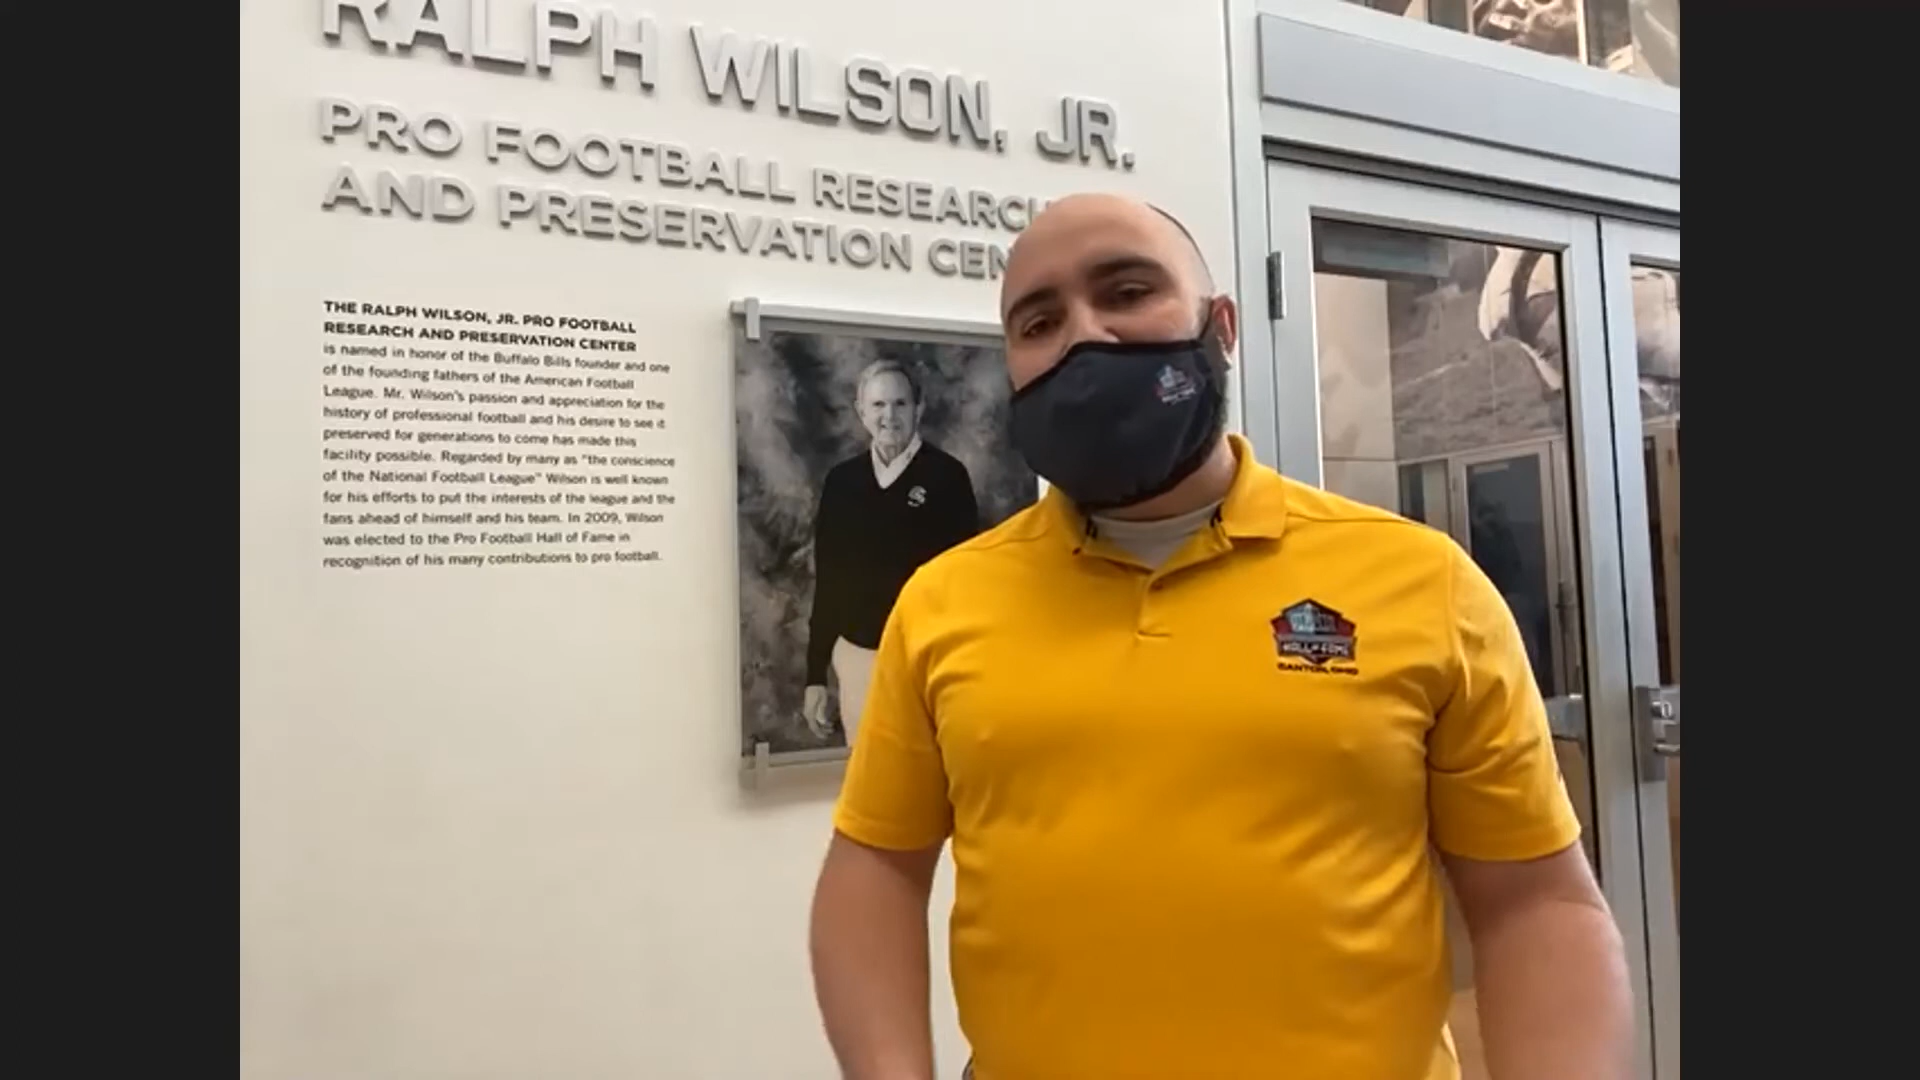 RALPH WILSON, JR.
PRO FOOTBALL RESEARCH
AND PRESERVATION CEN
THE RALPH WILSON, JR. PRO FOOTBALL
RESEARCH AND PRESERVATION CENTER
is named in honor of the Buffalo Bills founder and one
of the founding fathers of the American Football
League. Mr. Wilson's passion and appreciation for the
history of professional football and his desire to see it
preserved for generations to come has made this
facility possible. Regarded by many as "the conscience
of the National Football League" Wilson is well known
for his efforts to put the interests of the league and the
fans ahead of himself and his team. In 2009, Wilson
was elected to the Pro Football Hall of Fame in
recognition of his many contributions to pro football.
HALL OF FAME
CANTON, OHIO